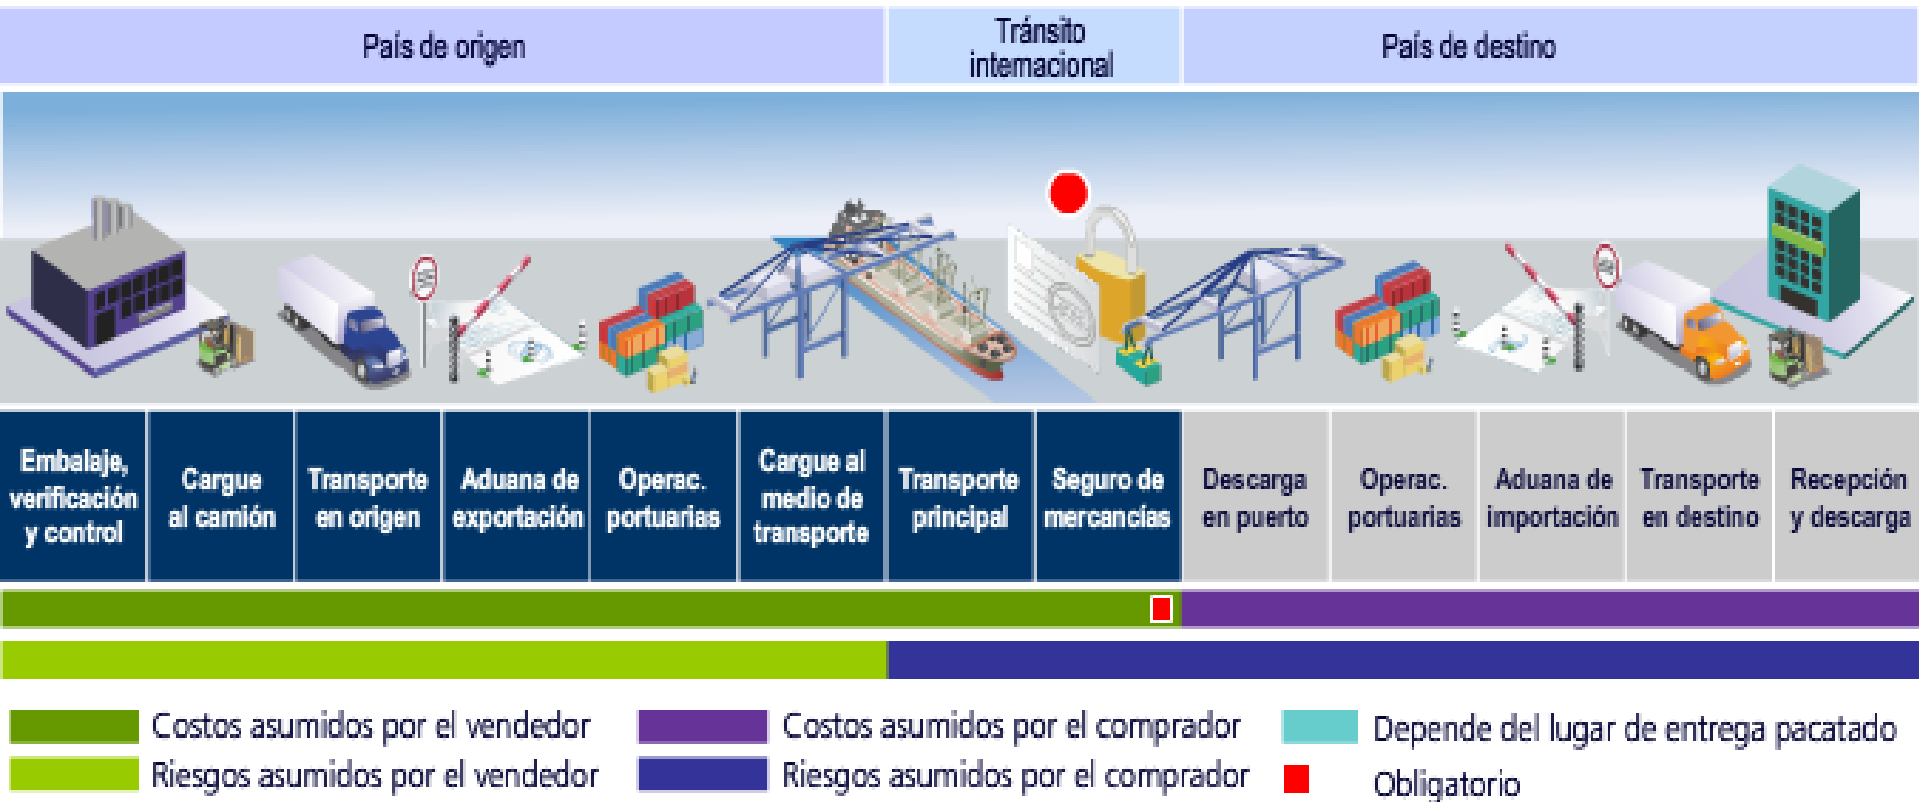 País de origen
Tránsito
internacional
País de destino
Embalaje,
verificación
y control
Cargue
al camión
Transporte
en origen
Aduana de
exportación
Operac.
portuarias
Cargue al
medio de
transporte
Transporte
principal
Seguro de
mercancías
Descarga
en puerto
Operac.
portuarias
Aduana de
importación
Transporte
en destino
Recepción
y descarga
Costos asumidos por el vendedor
Costos asumidos por el comprador
Depende del lugar de entrega pacatado
Riesgos asumidos por el vendedor
Riesgos asumidos por el comprador
Obligatorio